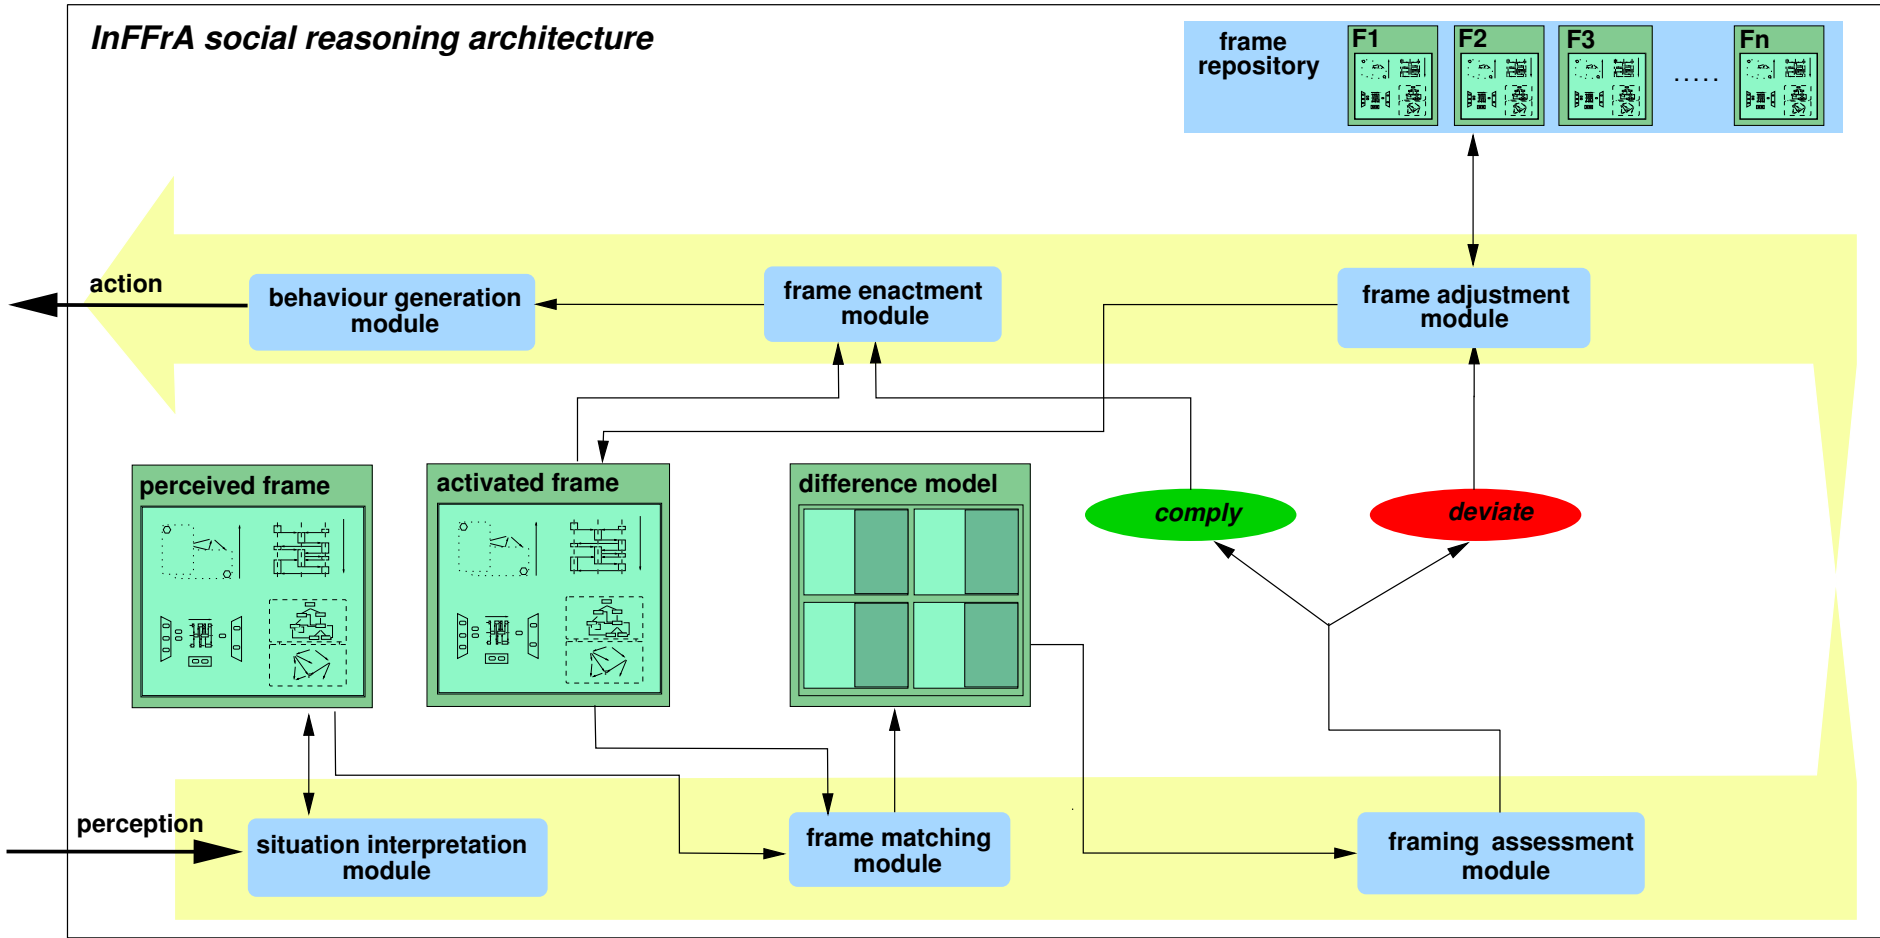 InFFrA social reasoning architecture
frame
repository
F1
F2
F3
.....
Fn
action
behaviour generation
module
frame enactment
module
frame adjustment
module
perceived frame
activated frame
difference model
comply
deviate
perception
situation interpretation
module
frame matching
module
framing assessment
module